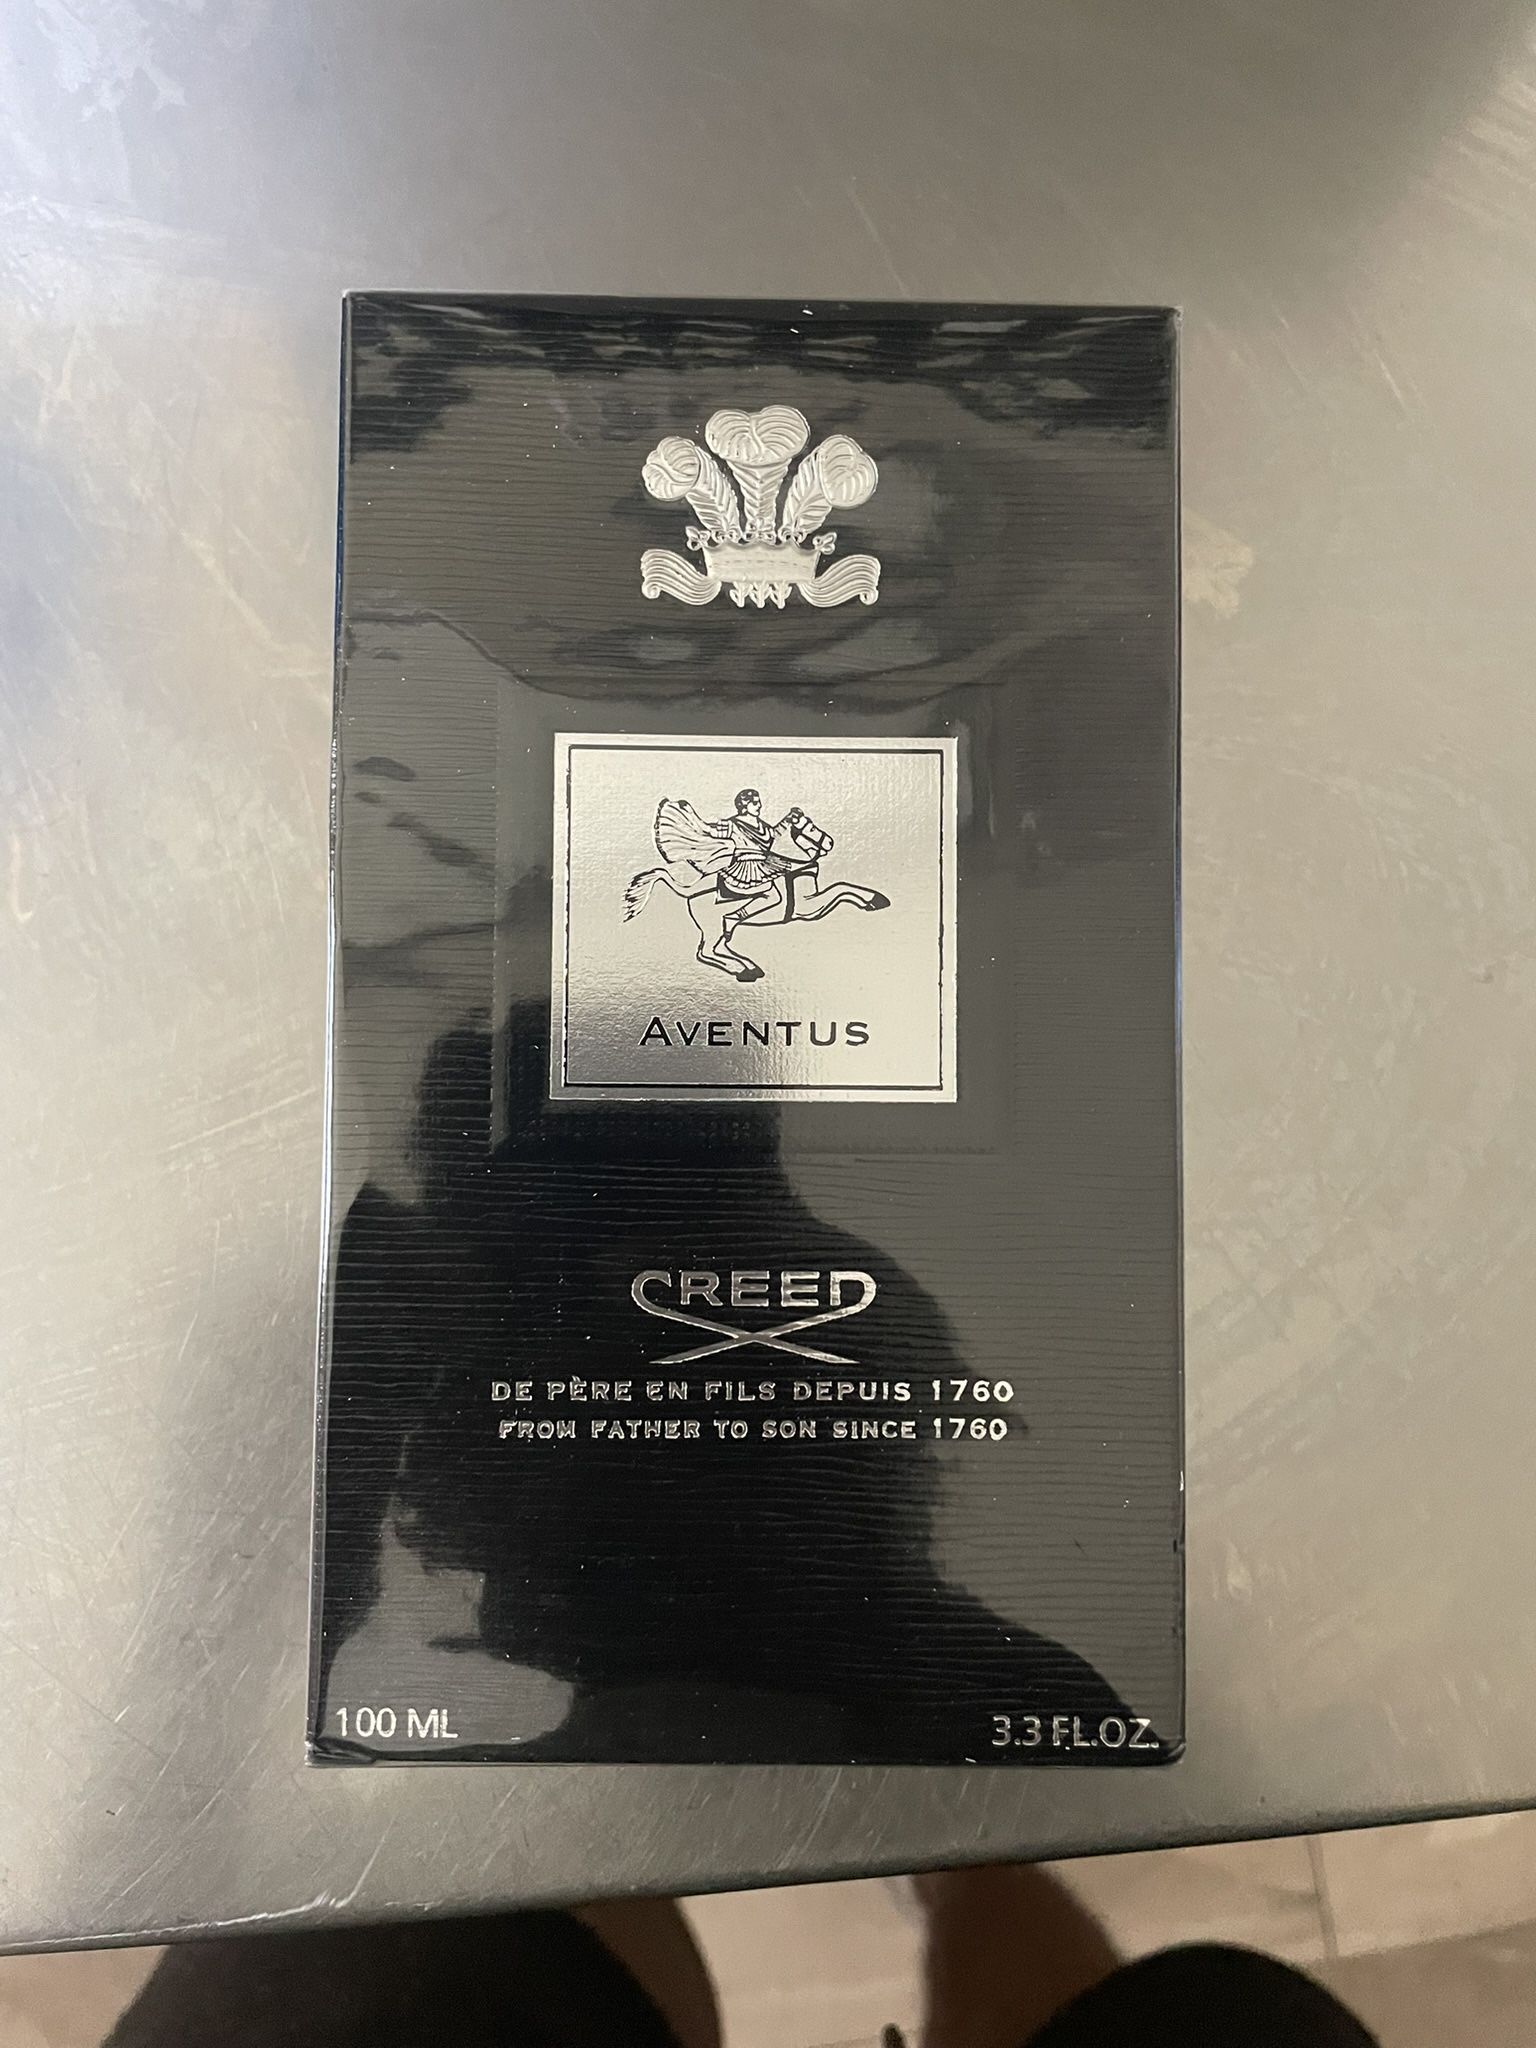 AVENTUS
CREED
DE PÈRE EN FILS DEPUIS 1760
FROM FATHER TO SON SINCE 1760
100 ML
3.3 FL.OZ.